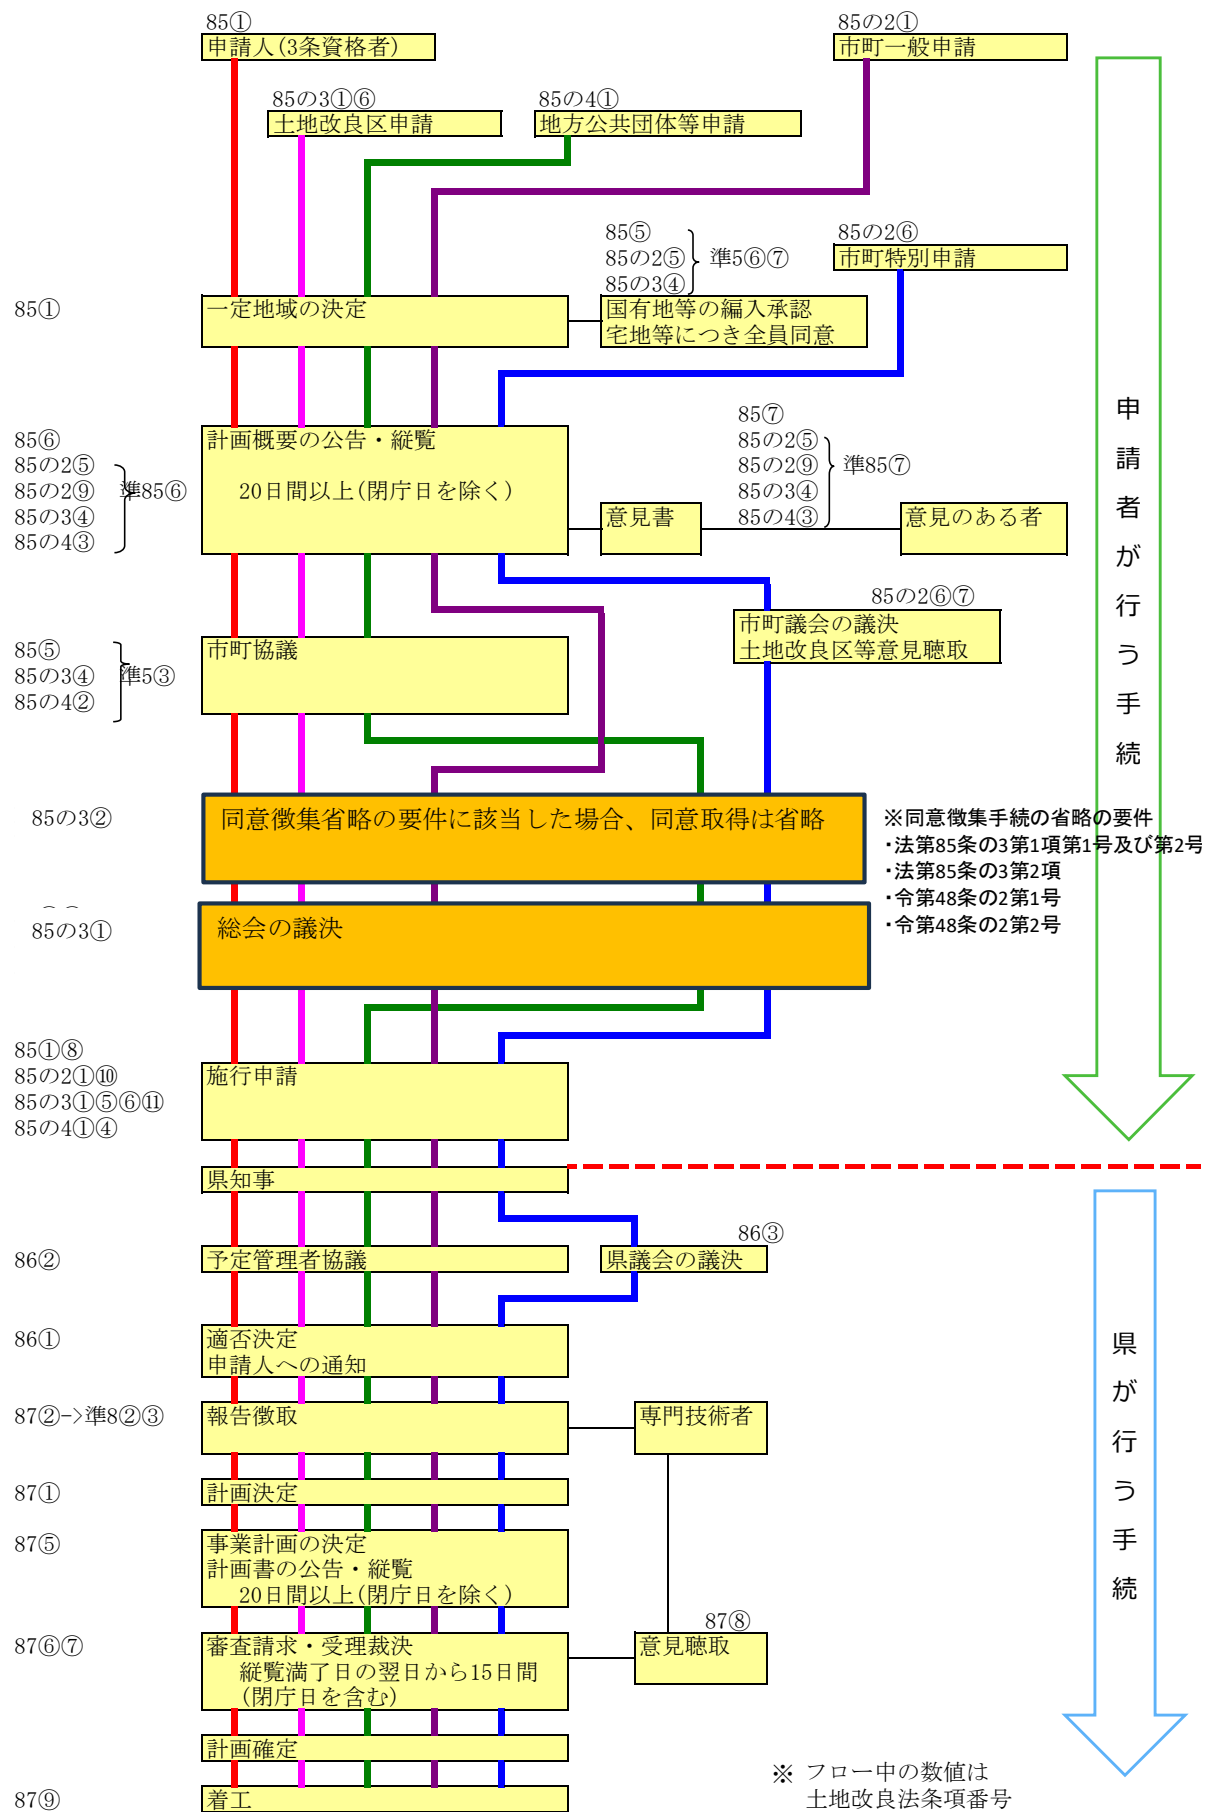 85①
申請人(3条資格者)
85の2①
市町一般申請
85の3①⑥
土地改良区申請
85の4①
地方公共団体等申請
85⑤
85の2⑤
85の3④
準5⑥⑦
85の2⑥
市町特別申請
85①
一定地域の決定
国有地等の編入承認
宅地等につき全員同意
85⑥
85の2⑤
85の2⑨
85の3④
85の4③
準85⑥
計画概要の公告・縦覧
20日間以上(閉庁日を除く)
85⑦
85の2⑤
85の2⑨
85の3④
85の4③
準85⑦
意見書
意見のある者
85の2⑥⑦
市町議会の議決
土地改良区等意見聴取
85⑤
85の3④
85の4②
準5③
市町協議
申請者が行う手続
85の3②
同意徴集省略の要件に該当した場合、同意取得は省略
※同意徴集手続の省略の要件
・法第85条の3第1項第1号及び第2号
・法第85条の3第2項
・令第48条の2第1号
・令第48条の2第2号
85の3①
総会の議決
85①⑧
85の2①⑩
85の3①⑤⑥⑪
85の4①④
施行申請
県知事
86②
予定管理者協議
86③
県議会の議決
86①
適否決定
申請人への通知
87②->準8②③
報告徴取
専門技術者
87①
計画決定
87⑤
事業計画の決定
計画書の公告・縦覧
20日間以上(閉庁日を除く)
87⑥⑦
審査請求・受理裁決
縦覧満了日の翌日から15日間
(閉庁日を含む)
87⑧
意見聴取
計画確定
87⑨
着工
県が行う手続
※ フロー中の数値は
土地改良法条項番号